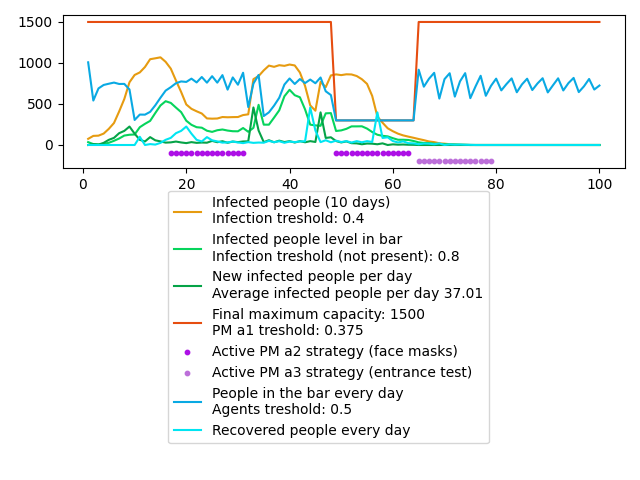 1500
1000
500
0
0
20
40
60
80
100
Infected people (10 days)
Infection treshold: 0.4
Infected people level in bar
Infection treshold (not present): 0.8
New infected people per day
Average infected people per day 37.01
Final maximum capacity: 1500
PM a1 treshold: 0.375
Active PM a2 strategy (face masks)
Active PM a3 strategy (entrance test)
People in the bar every day
Agents treshold: 0.5
Recovered people every day